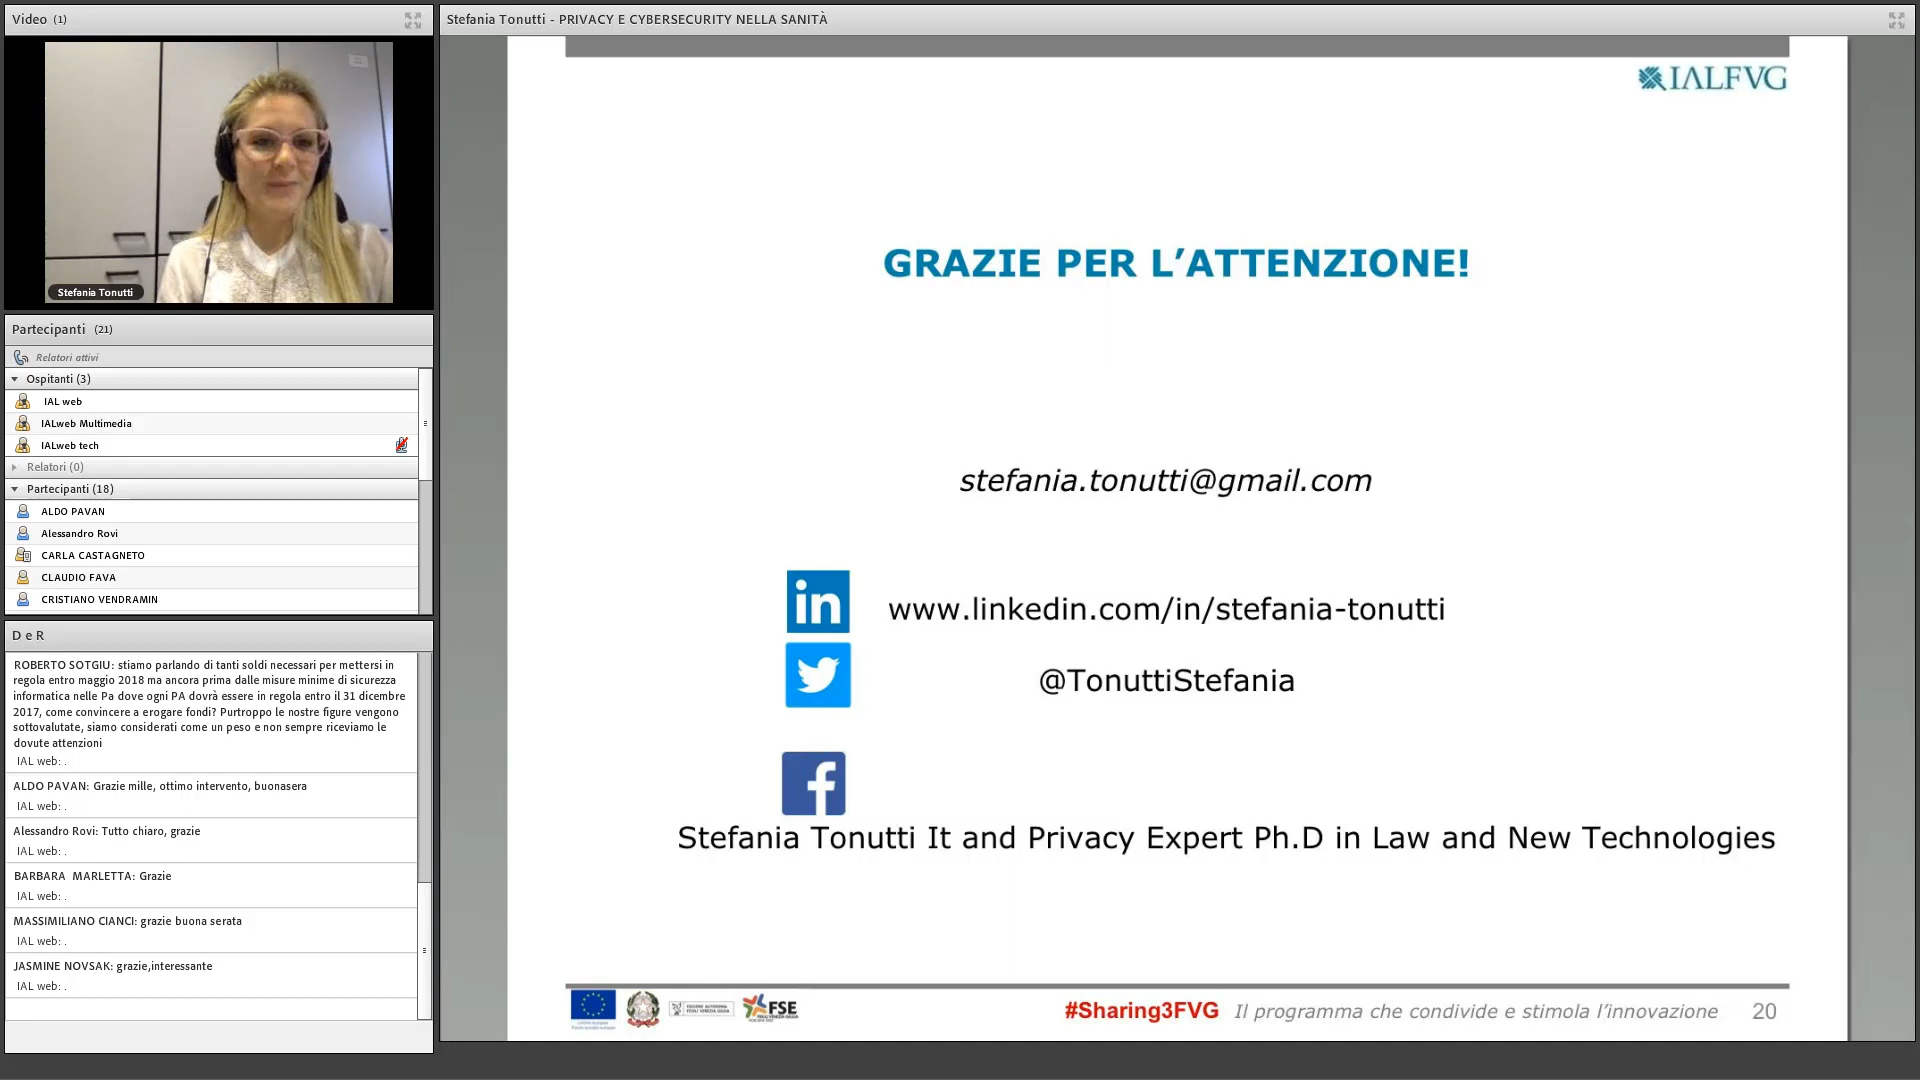 Video (1)
Stefania Tonutti
Partecipanti (21)
Relatori attivi
Ospitanti (3)
IAL web
IALweb Multimedia
IALweb tech
Relatori (0)
Partecipanti (18)
ALDO PAVAN
Alessandro Rovi
CARLA CASTAGNETO
CLAUDIO FAVA
CRISTIANO VENDRAMIN
D e R
ROBERTO SOTGIU: stiamo parlando di tanti soldi necessari per mettersi in
regola entro maggio 2018 ma ancora prima dalle misure minime di sicurezza
informatica nelle Pa dove ogni PA dovrà essere in regola entro il 31 dicembre
2017, come convincere a erogare fondi? Purtroppo le nostre figure vengono
sottovalutate, siamo considerati come un peso e non sempre riceviamo le
dovute attenzioni
IAL web: .
ALDO PAVAN: Grazie mille, ottimo intervento, buonasera
IAL web: .
Alessandro Rovi: Tutto chiaro, grazie
IAL web: .
BARBARA MARLETTA: Grazie
IAL web: .
MASSIMILIANO CIANCI: grazie buona serata
IAL web: .
JASMINE NOVSAK: grazie,interessante
IAL web: .
Stefania Tonutti - PRIVACY E CYBERSECURITY NELLA SANITÀ
IALFVG
GRAZIE PER L’ATTENZIONE!
stefania.tonutti@gmail.com
in www.linkedin.com/in/stefania-tonutti
@TonuttiStefania
f
Stefania Tonutti It and Privacy Expert Ph.D in Law and New Technologies
FSE
#Sharing3FVG Il programma che condivide e stimola l’innovazione 20